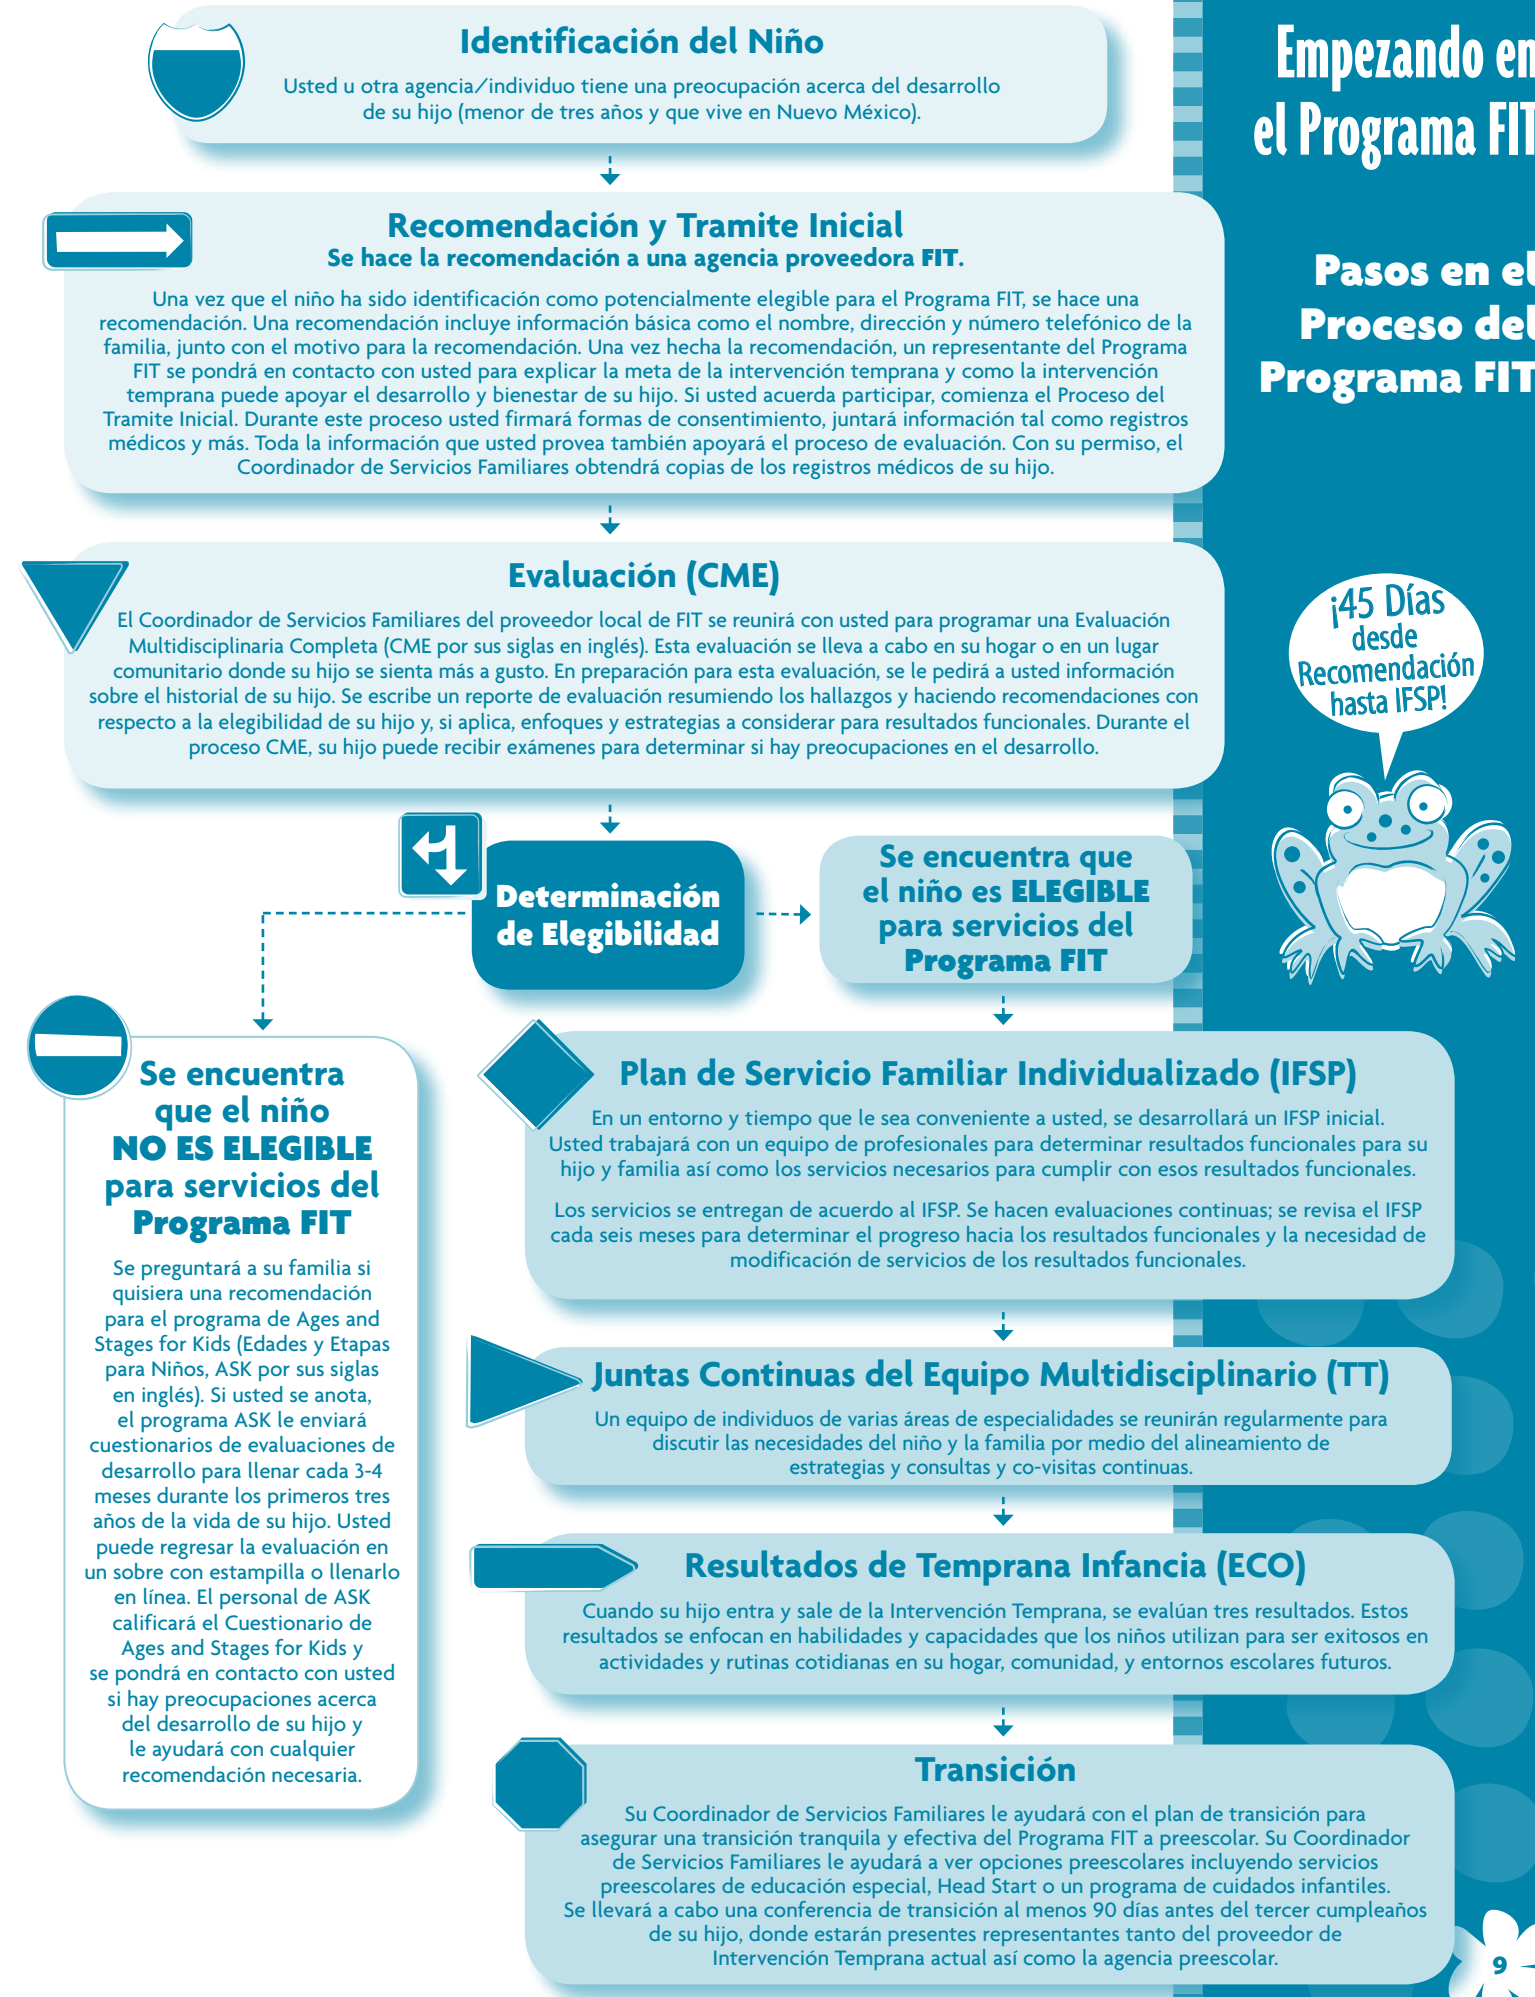 Identificación del Niño
Usted u otra agencia/individuo tiene una preocupación acerca del desarrollo
de su hijo (menor de tres años y que vive en Nuevo México).
Recomendación y Tramite Inicial
Se hace la recomendación a una agencia proveedora FIT.
Una vez que el niño ha sido identificación como potencialmente elegible para el Programa FIT, se hace una
recomendación. Una recomendación incluye información básica como el nombre, dirección y número telefónico de la
familia, junto con el motivo para la recomendación. Una vez hecha la recomendación, un representante del Programa
FIT se pondrá en contacto con usted para explicar la meta de la intervención temprana y como la intervención
temprana puede apoyar el desarrollo y bienestar de su hijo. Si usted acuerda participar, comienza el Proceso del
Tramite Inicial. Durante este proceso usted firmará formas de consentimiento, juntará información tal como registros
médicos y más. Toda la información que usted provea también apoyará el proceso de evaluación. Con su permiso, el
Coordinador de Servicios Familiares obtendrá copias de los registros médicos de su hijo.
Evaluación (CME)
El Coordinador de Servicios Familiares del proveedor local de FIT se reunirá con usted para programar una Evaluación
Multidisciplinaria Completa (CME por sus siglas en inglés). Esta evaluación se lleva a cabo en su hogar o en un lugar
comunitario donde su hijo se sienta más a gusto. En preparación para esta evaluación, se le pedirá a usted información
sobre el historial de su hijo. Se escribe un reporte de evaluación resumiendo los hallazgos y haciendo recomendaciones con
respecto a la elegibilidad de su hijo y, si aplica, enfoques y estrategias a considerar para resultados funcionales. Durante el
proceso CME, su hijo puede recibir exámenes para determinar si hay preocupaciones en el desarrollo.
Determinación
de Elegibilidad
Se encuentra que
el niño es ELEGIBLE
para servicios del
Programa FIT
Se encuentra
que el niño
NO ES ELEGIBLE
para servicios del
Programa FIT
Se preguntará a su familia si
quisiera una recomendación
para el programa de Ages and
Stages for Kids (Edades y Etapas
para Niños, ASK por sus siglas
en inglés). Si usted se anota,
el programa ASK le enviará
cuestionarios de evaluaciones de
desarrollo para llenar cada 3-4
meses durante los primeros tres
años de la vida de su hijo. Usted
puede regresar la evaluación en
un sobre con estampilla o llenarlo
en línea. El personal de ASK
calificará el Cuestionario de
Ages and Stages for Kids y
se pondrá en contacto con usted
si hay preocupaciones acerca
del desarrollo de su hijo y
le ayudará con cualquier
recomendación necesaria.
Plan de Servicio Familiar Individualizado (IFSP)
En un entorno y tiempo que le sea conveniente a usted, se desarrollará un IFSP inicial.
Usted trabajará con un equipo de profesionales para determinar resultados funcionales para su
hijo y familia así como los servicios necesarios para cumplir con esos resultados funcionales.
Los servicios se entregan de acuerdo al IFSP. Se hacen evaluaciones continuas; se revisa el IFSP
cada seis meses para determinar el progreso hacia los resultados funcionales y la necesidad de
modificación de servicios de los resultados funcionales.
Juntas Continuas del Equipo Multidisciplinario (TT)
Un equipo de individuos de varias áreas de especialidades se reunirán regularmente para
discutir las necesidades del niño y la familia por medio del alineamiento de
estrategias y consultas y co-visitas continuas.
Resultados de Temprana Infancia (ECO)
Cuando su hijo entra y sale de la Intervención Temprana, se evalúan tres resultados. Estos
resultados se enfocan en habilidades y capacidades que los niños utilizan para ser exitosos en
actividades y rutinas cotidianas en su hogar, comunidad, y entornos escolares futuros.
Transición
Su Coordinador de Servicios Familiares le ayudará con el plan de transición para
asegurar una transición tranquila y efectiva del Programa FIT a preescolar. Su Coordinador
de Servicios Familiares le ayudará a ver opciones preescolares incluyendo servicios
preescolares de educación especial, Head Start o un programa de cuidados infantiles.
Se llevará a cabo una conferencia de transición al menos 90 días antes del tercer cumpleaños
de su hijo, donde estarán presentes representantes tanto del proveedor de
Intervención Temprana actual así como la agencia preescolar.
Empezando en
el Programa FIT
Pasos en el
Proceso del
Programa FIT
¡45 Días
desde
Recomendación
hasta IFSP!
9